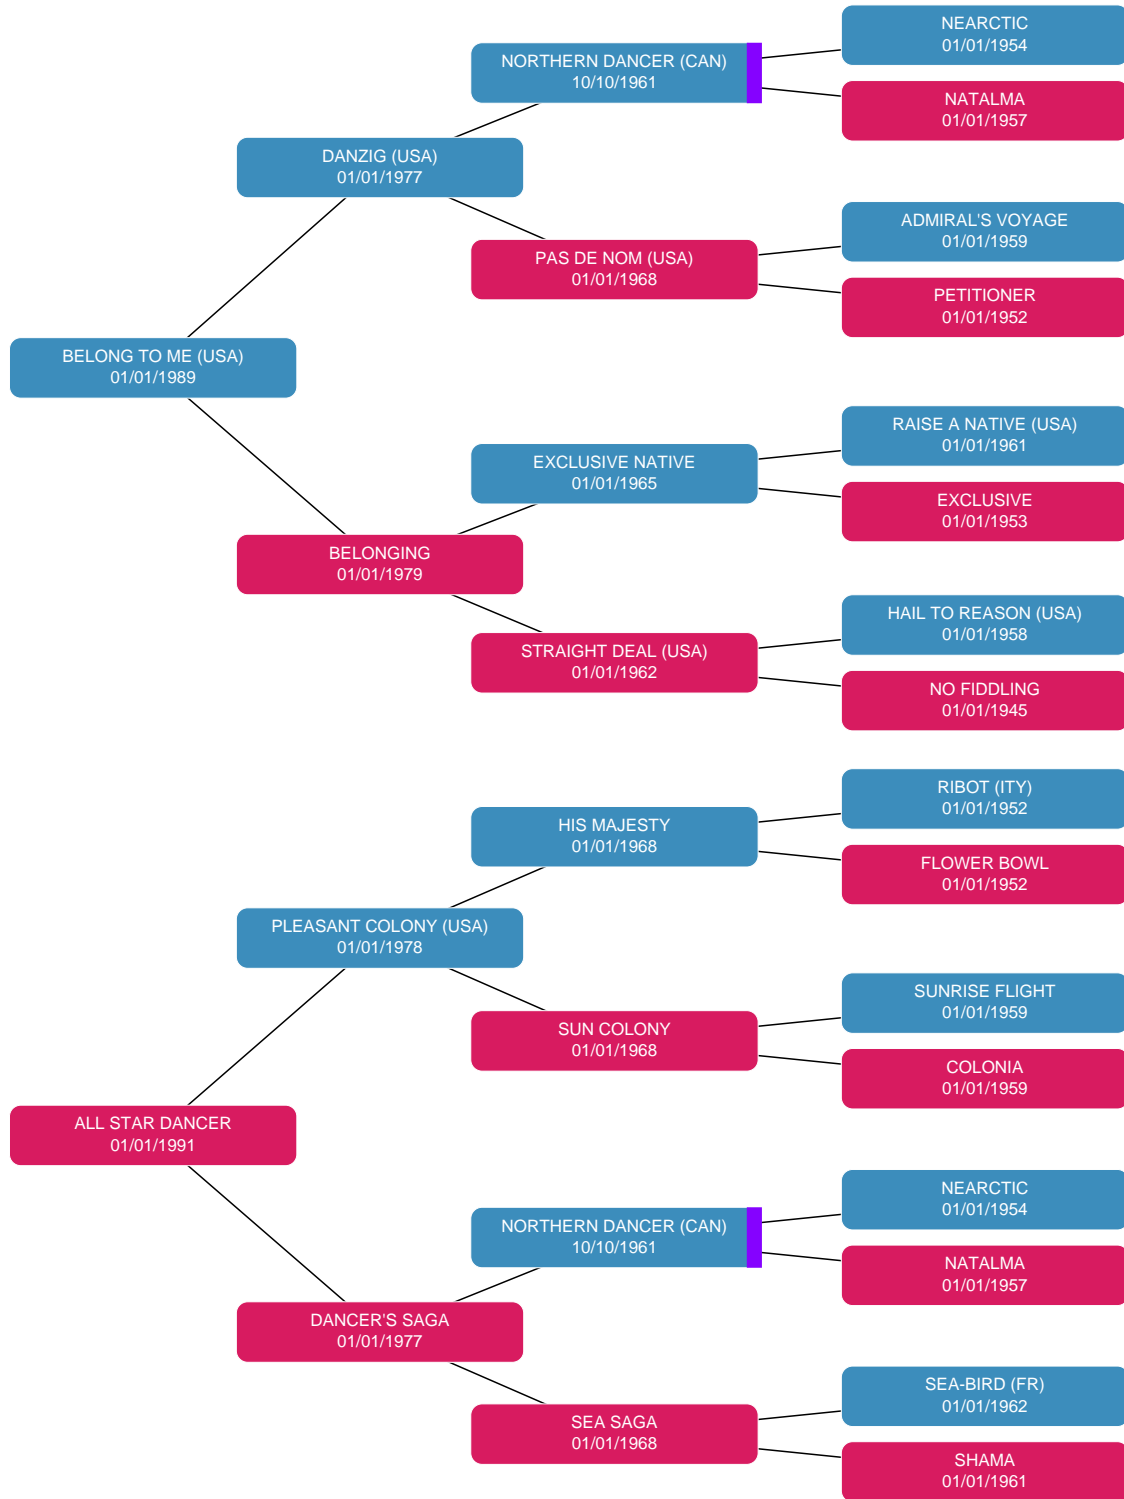 NEARCTIC
01/01/1954
NORTHERN DANCER (CAN)
10/10/1961
NATALMA
01/01/1957
DANZIG (USA)
01/01/1977
ADMIRAL'S VOYAGE
01/01/1959
PAS DE NOM (USA)
01/01/1968
PETITIONER
01/01/1952
BELONG TO ME (USA)
01/01/1989
RAISE A NATIVE (USA)
01/01/1961
EXCLUSIVE NATIVE
01/01/1965
EXCLUSIVE
01/01/1953
BELONGING
01/01/1979
HAIL TO REASON (USA)
01/01/1958
STRAIGHT DEAL (USA)
01/01/1962
NO FIDDLING
01/01/1945
RIBOT (ITY)
01/01/1952
HIS MAJESTY
01/01/1968
FLOWER BOWL
01/01/1952
PLEASANT COLONY (USA)
01/01/1978
SUNRISE FLIGHT
01/01/1959
SUN COLONY
01/01/1968
COLONIA
01/01/1959
ALL STAR DANCER
01/01/1991
NEARCTIC
01/01/1954
NORTHERN DANCER (CAN)
10/10/1961
NATALMA
01/01/1957
DANCER'S SAGA
01/01/1977
SEA-BIRD (FR)
01/01/1962
SEA SAGA
01/01/1968
SHAMA
01/01/1961